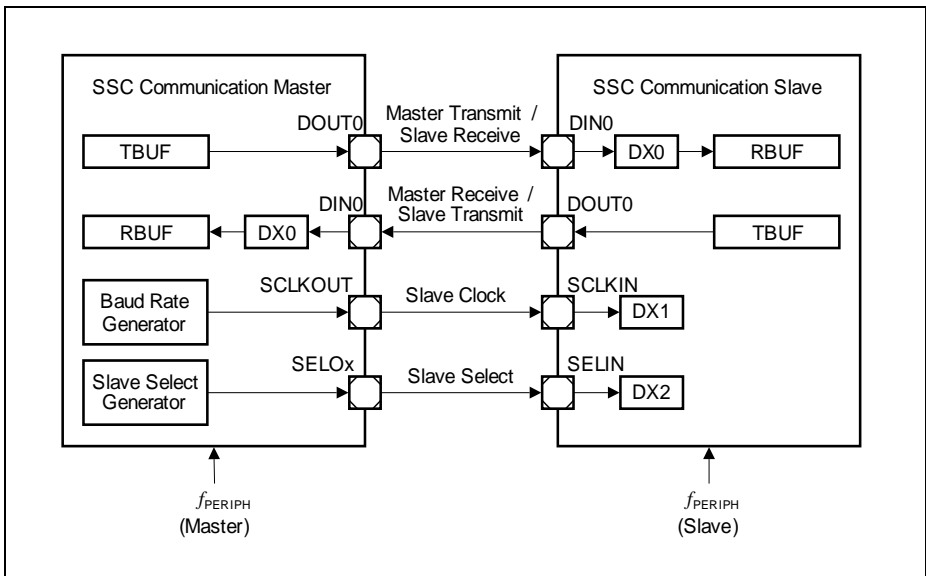 SSC Communication Master
SSC Communication Slave
DOUT0
Master Transmit /
Slave Receive
DIN0
TBUF
DX0
RBUF
DIN0
Master Receive /
Slave Transmit
DOUT0
RBUF
DX0
TBUF
SCLKOUT
Slave Clock
SCLKIN
Baud Rate
Generator
DX1
SELOx
Slave Select
SELIN
Slave Select
Generator
DX2
fPERIPH
(Master)
fPERIPH
(Slave)